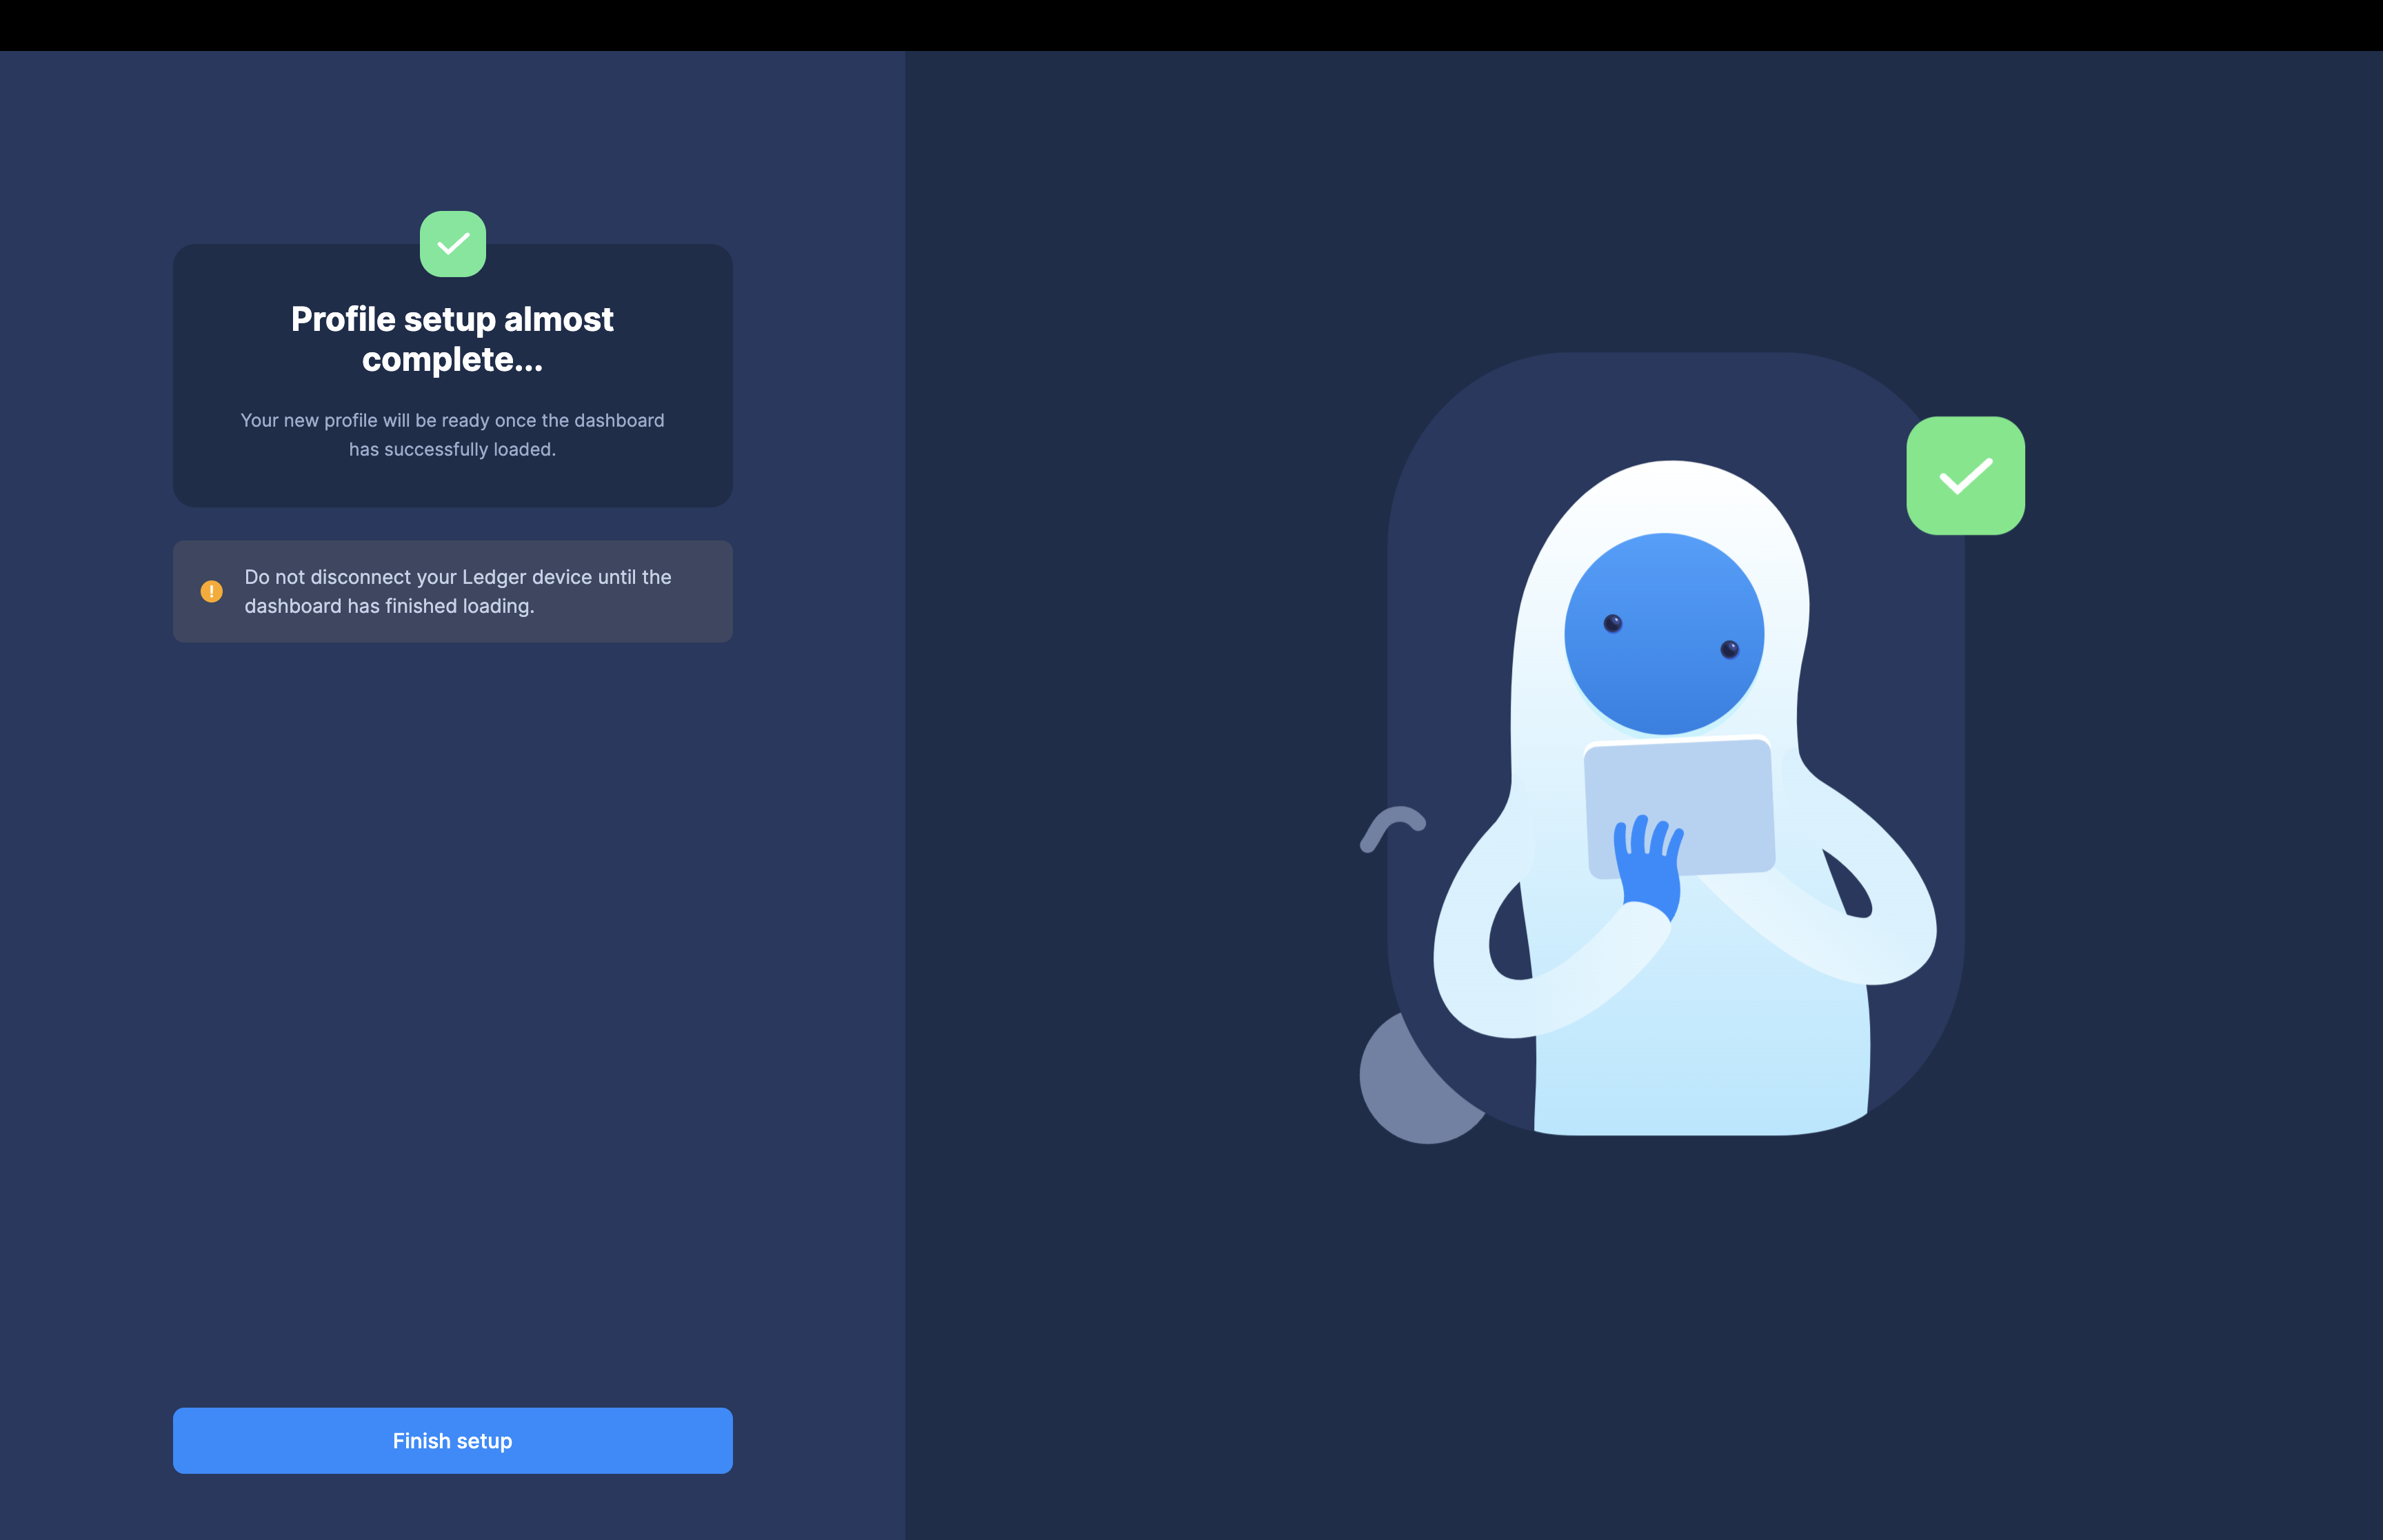 Profile setup almost
complete...
Your new profile will be ready once the dashboard
has successfully loaded.
Do not disconnect your Ledger device until the
dashboard has finished loading.
Finish setup